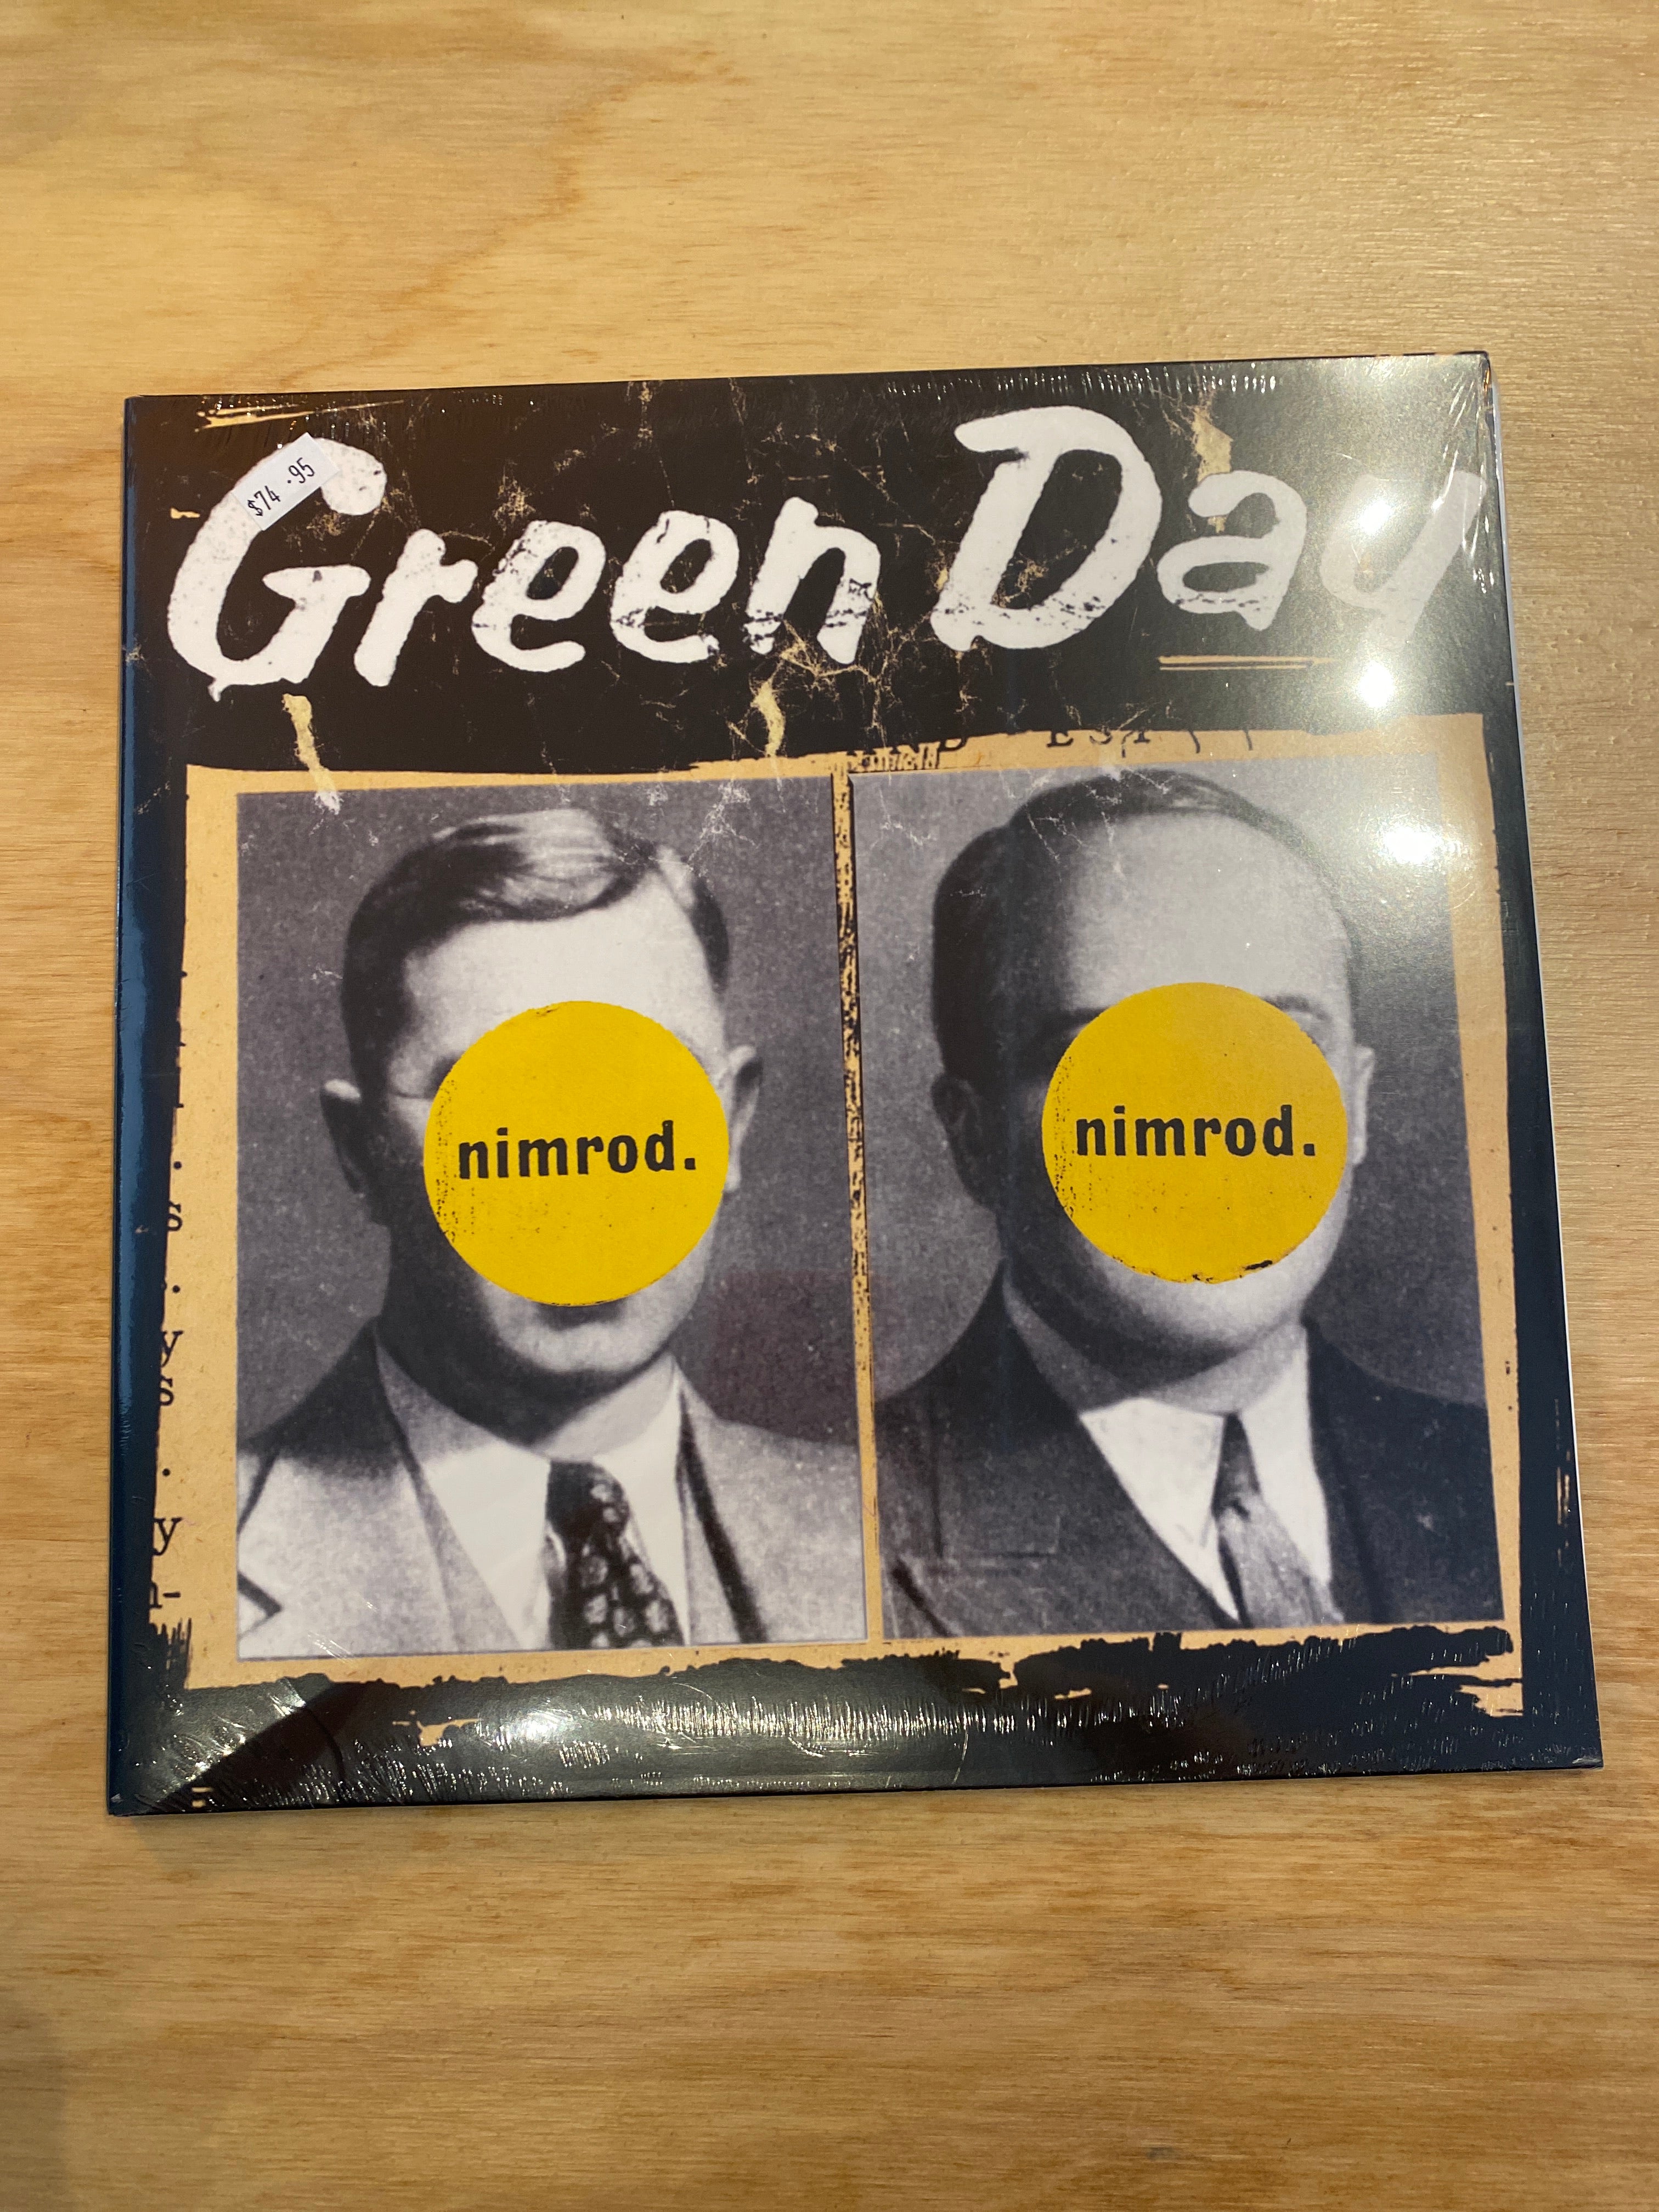 $74.95
Green Day
nimrod.
nimrod.